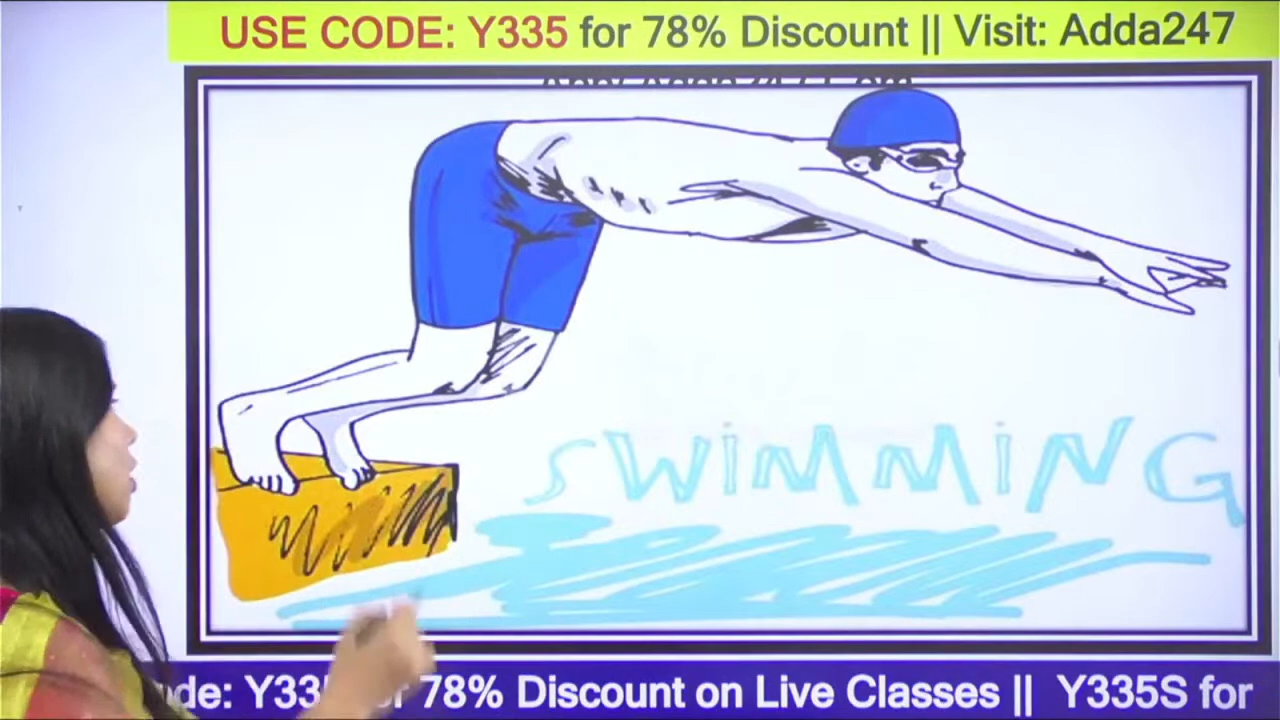 USE CODE: Y335 for 78% Discount || Visit: Adda247
SWiMMiNG
78% Discount on Live Classes || Y335S for